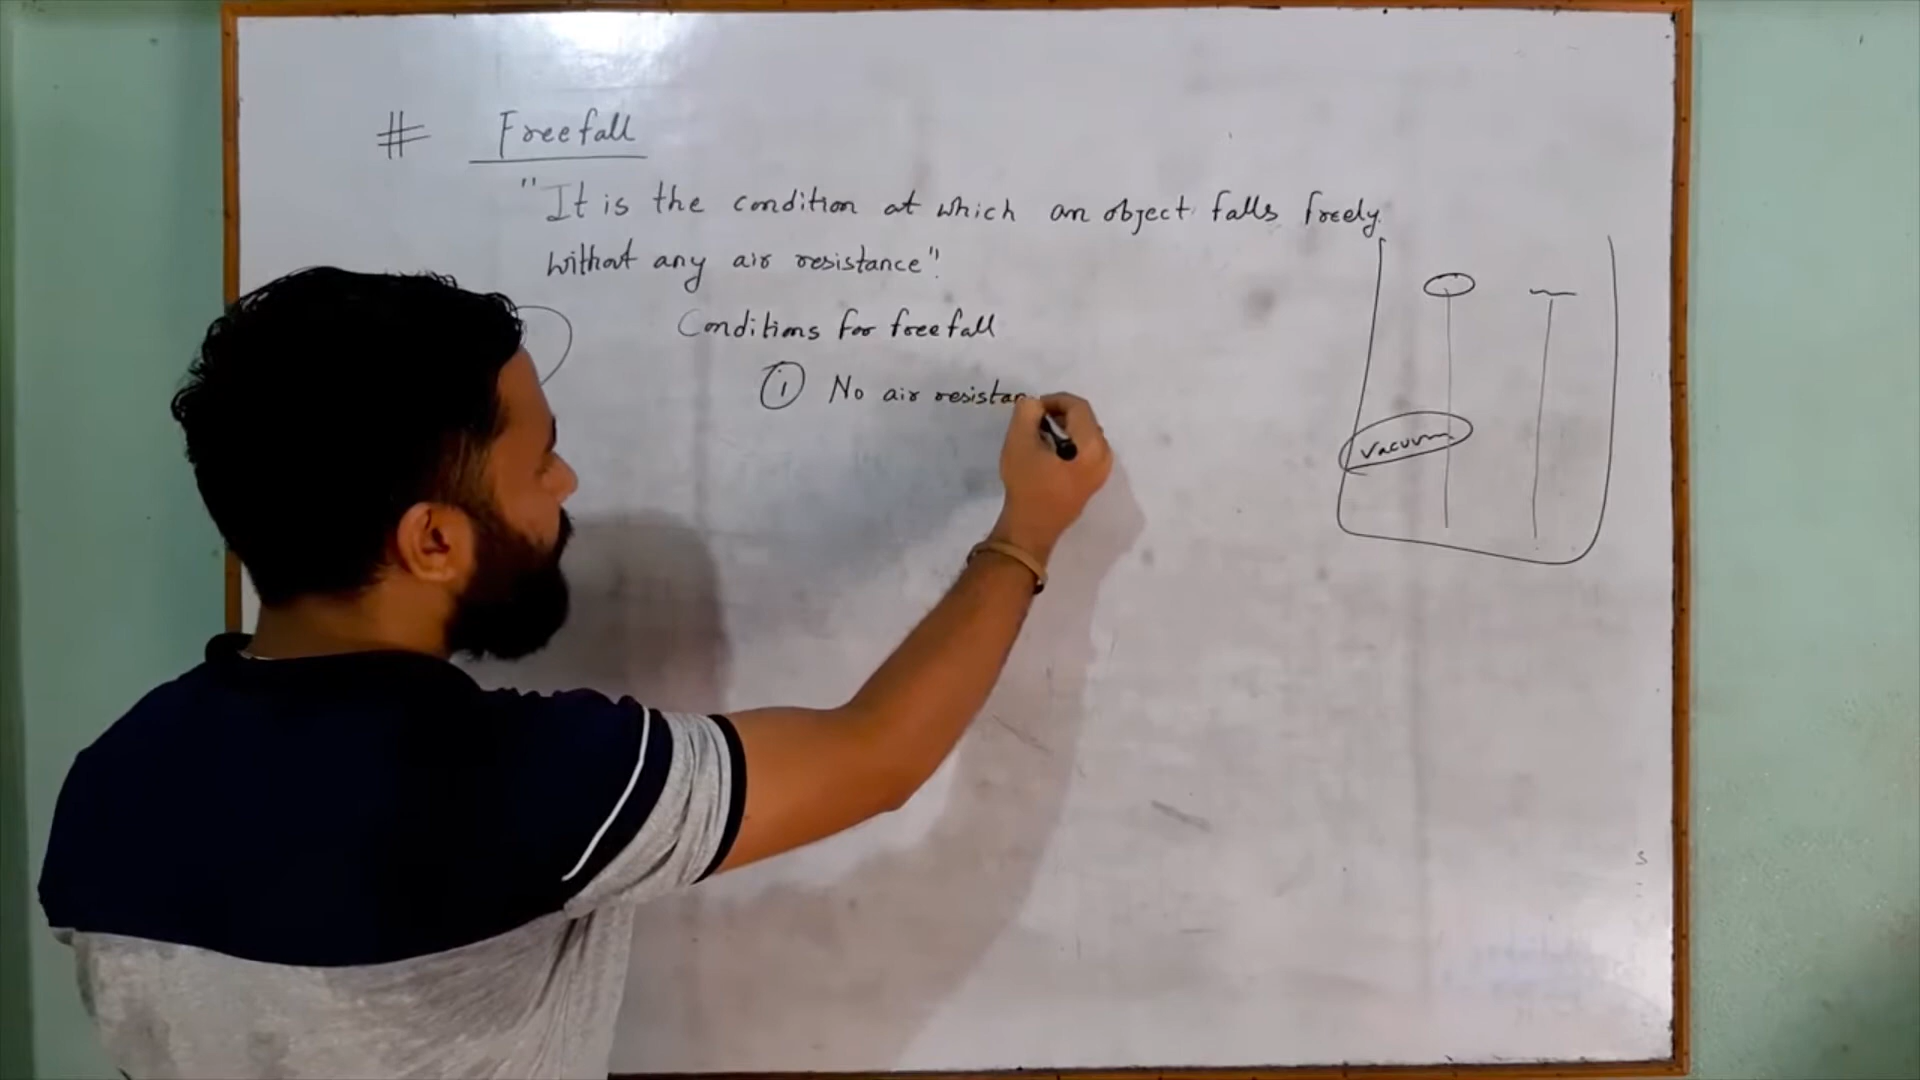 # Freefall
"It is the condition at which an object falls freely
without any air resistance".
Conditions for freefall
(i) No air resistan
vacuum
s